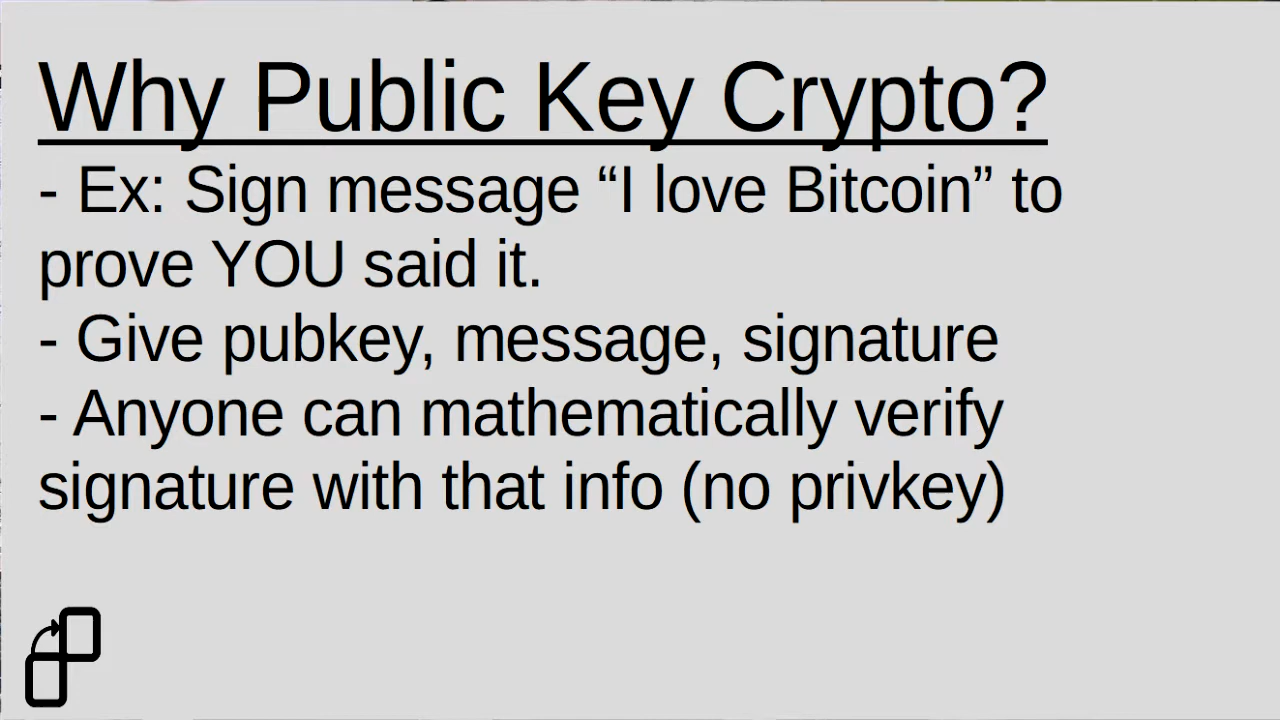 Why Public Key Crypto?
- Ex: Sign message “I love Bitcoin” to
prove YOU said it.
- Give pubkey, message, signature
- Anyone can mathematically verify
signature with that info (no privkey)